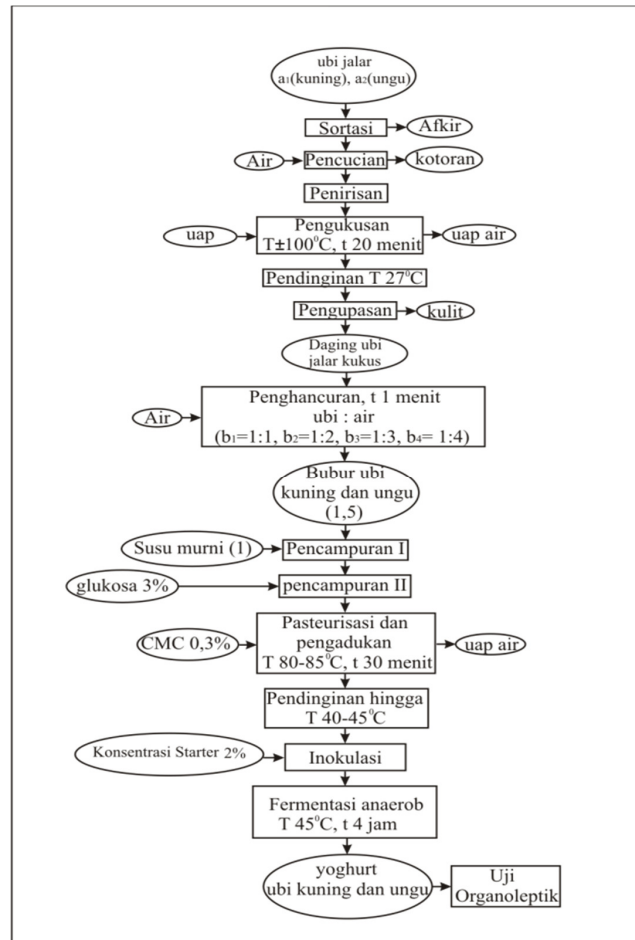 ubi jalar
a₁(kuning), a₂(ungu)
Sortasi
Afkir
Air
Pencucian
kotoran
Penirisan
uap
Pengukusan
T±100⁰C, t 20 menit
uap air
Pendinginan T 27⁰C
Pengupasan
kulit
Daging ubi
jalar kukus
Air
Penghancuran, t 1 menit
ubi : air
(b₁=1:1, b₂=1:2, b₃=1:3, b₄= 1:4)
Bubur ubi
kuning dan ungu
(1,5)
Susu murni (1)
Pencampuran I
glukosa 3%
pencampuran II
CMC 0,3%
Pasteurisasi dan
pengadukan
T 80-85⁰C, t 30 menit
uap air
Pendinginan hingga
T 40-45⁰C
Konsentrasi Starter 2%
Inokulasi
Fermentasi anaerob
T 45⁰C, t 4 jam
yoghurt
ubi kuning dan ungu
Uji
Organoleptik